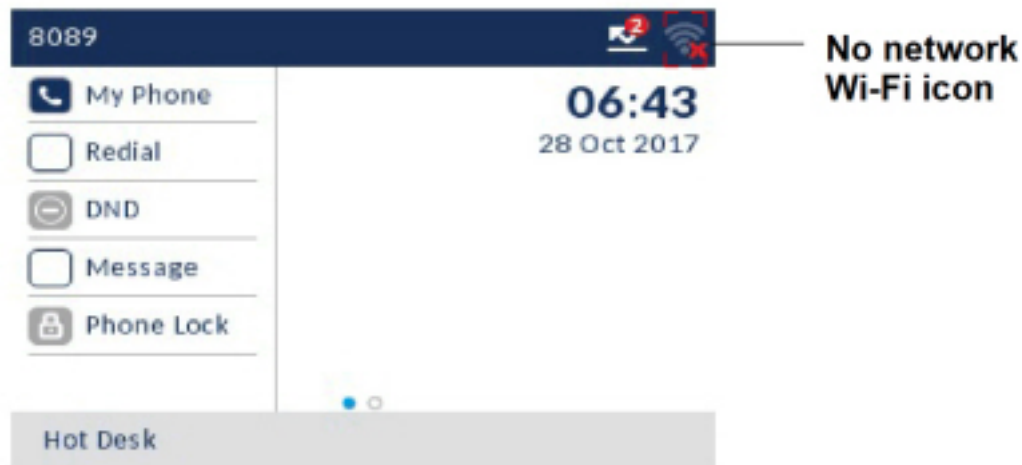 8089
2
No network
Wi-Fi icon
My Phone
06:43
28 Oct 2017
Redial
DND
Message
Phone Lock
Hot Desk